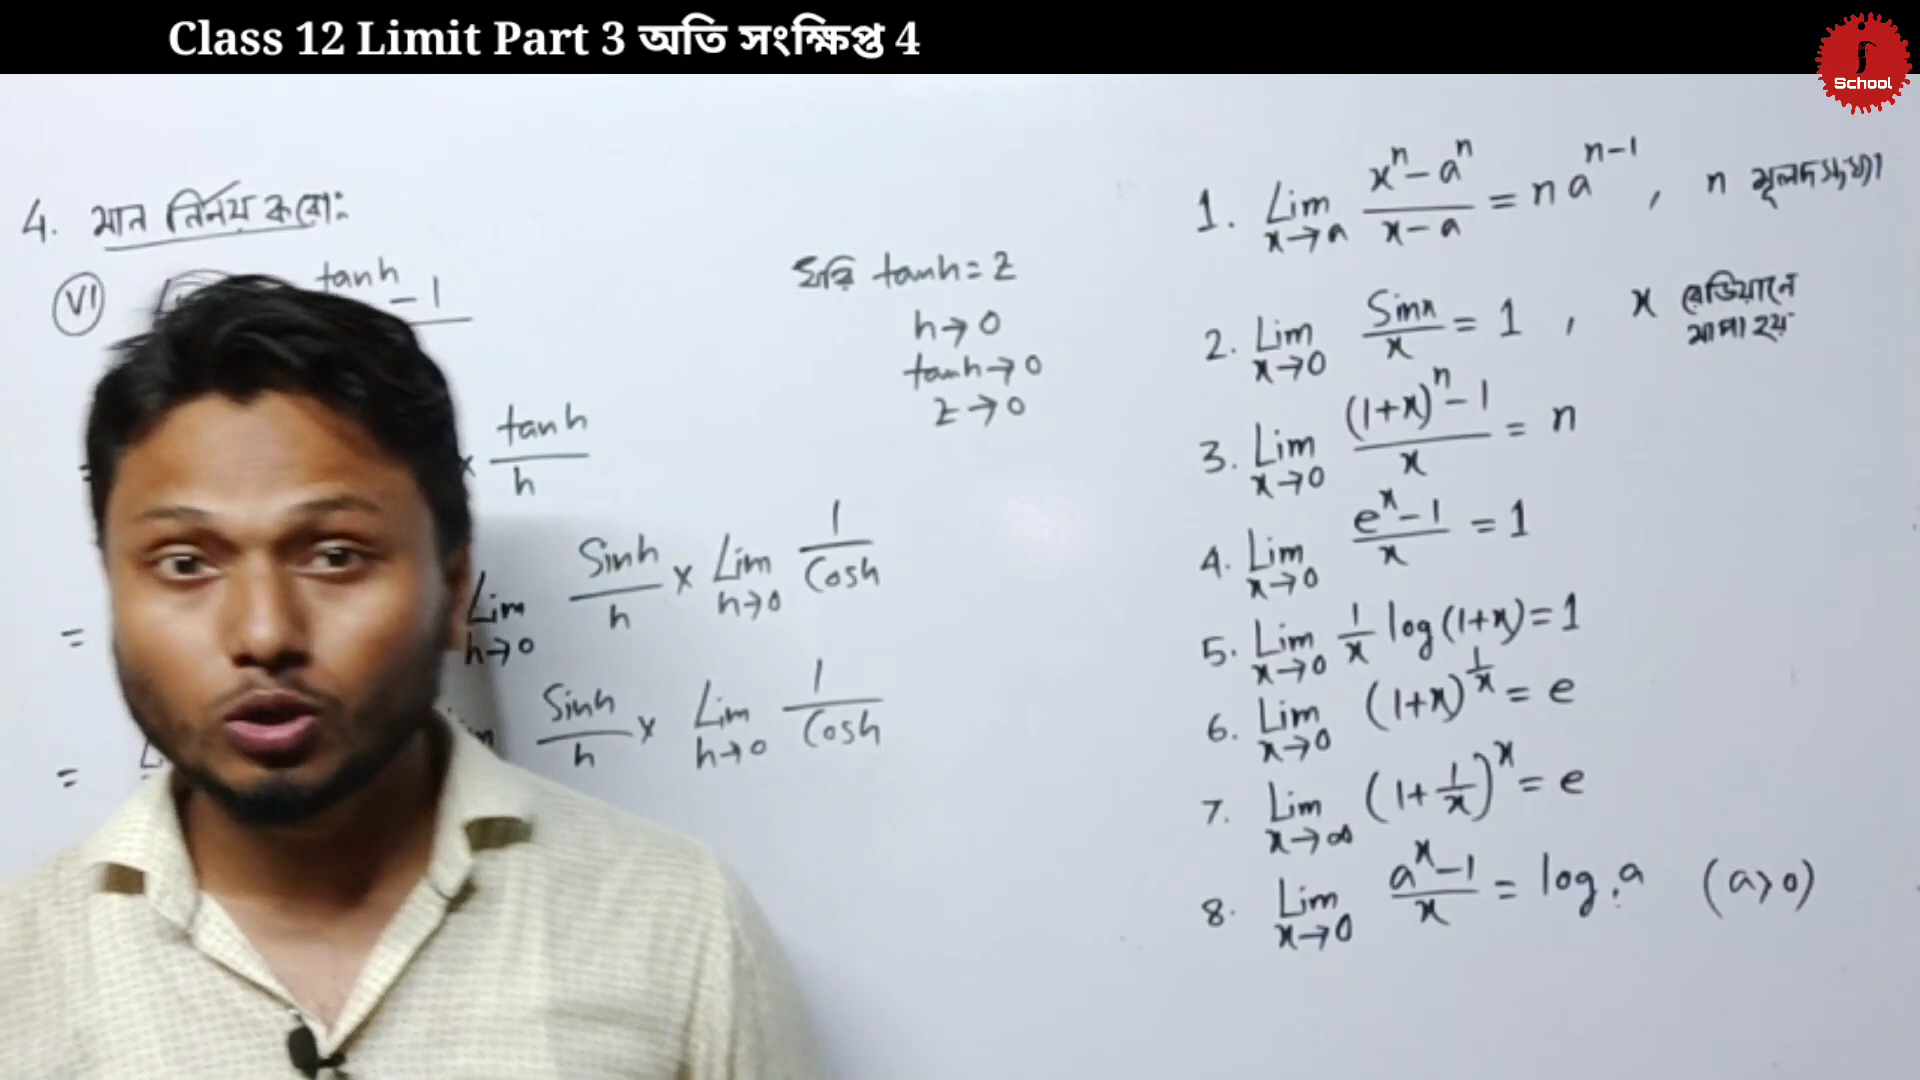 Class 12 Limit Part 3 অতি সংক্ষিপ্ত 4
School
4. মান নির্ণয় করো:
VI tanh - 1
tanh
h
= Lim h→0 Sinh/h × Lim h→0 1/Cosh
= Sinh/h × Lim h→0 1/Cosh
ধরি tanh = z
h → 0
tanh → 0
z → 0
1. Lim x→a (x^n - a^n)/(x - a) = n a^(n-1) , n মূলদ সংখ্যা
2. Lim x→0 Sinx/x = 1 , x রেডিয়ানে
মাপা হয়
3. Lim x→0 ((1+x)^n - 1)/x = n
4. Lim x→0 (e^x - 1)/x = 1
5. Lim x→0 1/x log(1+x) = 1
6. Lim x→0 (1+x)^(1/x) = e
7. Lim x→∞ (1+1/x)^x = e
8. Lim x→0 (a^x - 1)/x = log a (a>0)